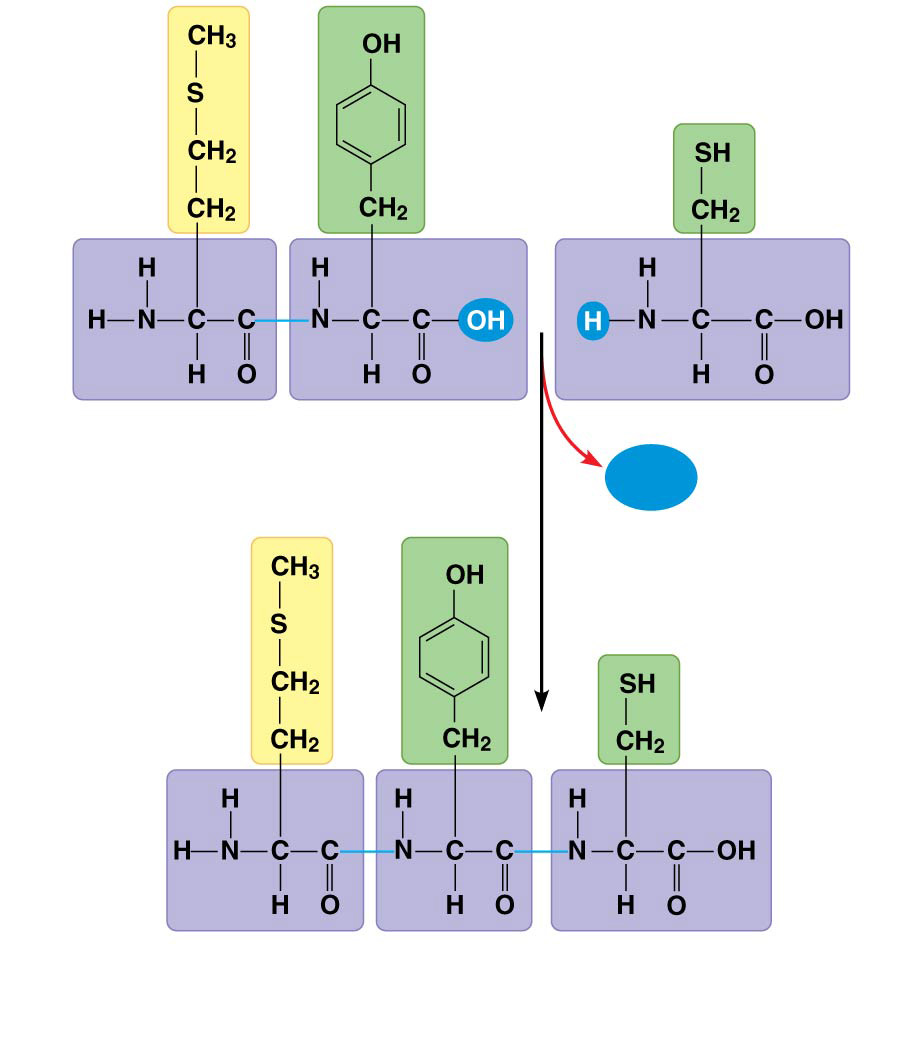 CH3
OH
S
SH
CH2
CH2
CH2
CH2
H
H
H
H–N–C–C–N–C–C–OH
H–N–C–C–OH
H O H O
H O
CH3
OH
S
CH2
SH
CH2
CH2
CH2
H
H
H
H–N–C–C–N–C–C–N–C–C–OH
H O H O H O